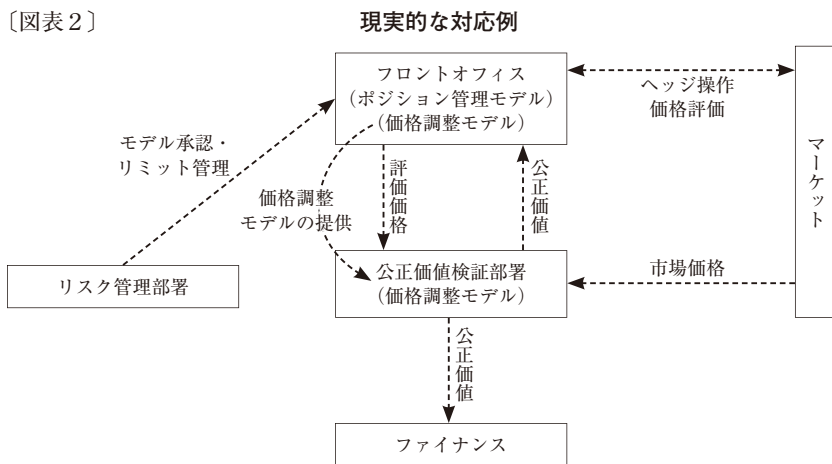 〔図表２〕
現実的な対応例
フロントオフィス
（ポジション管理モデル）
（価格調整モデル）
ヘッジ操作
価格評価
マーケット
モデル承認・
リミット管理
価格調整
モデルの提供
評価価格
公正価値
リスク管理部署
公正価値検証部署
（価格調整モデル）
市場価格
公正価値
ファイナンス